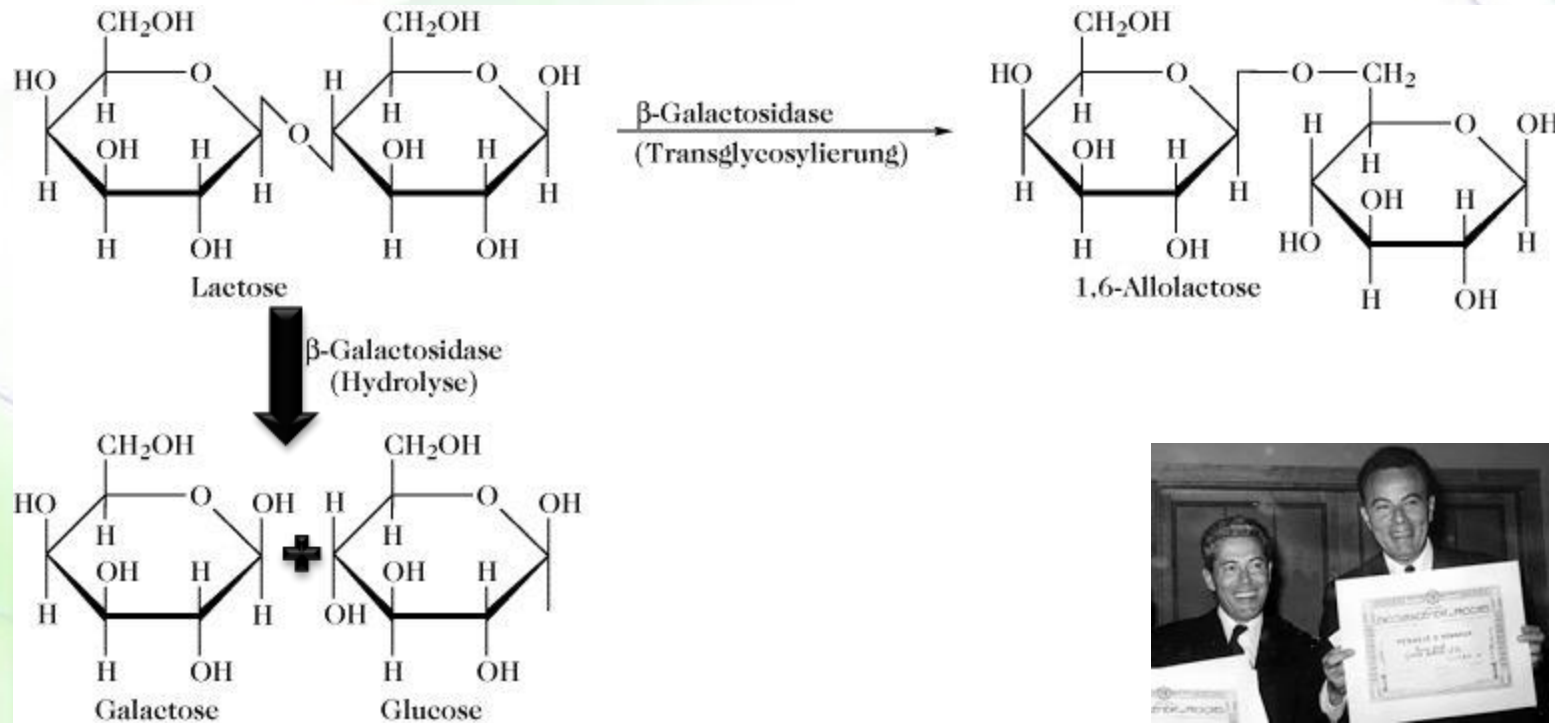 CH₂OH
HO
O
H
OH
H
H
H
H
OH
O
CH₂OH
H
O
OH
H
OH
H
H
H
OH
Lactose
β-Galactosidase
(Transglycosylierung)
CH₂OH
HO
O
H
OH
H
H
H
H
OH
O
CH₂
H
O
OH
H
OH
H
HO
H
H
OH
1,6-Allolactose
β-Galactosidase
(Hydrolyse)
CH₂OH
HO
O
OH
H
OH
H
H
H
H
OH
Galactose
CH₂OH
H
O
OH
H
OH
H
OH
H
OH
Glucose